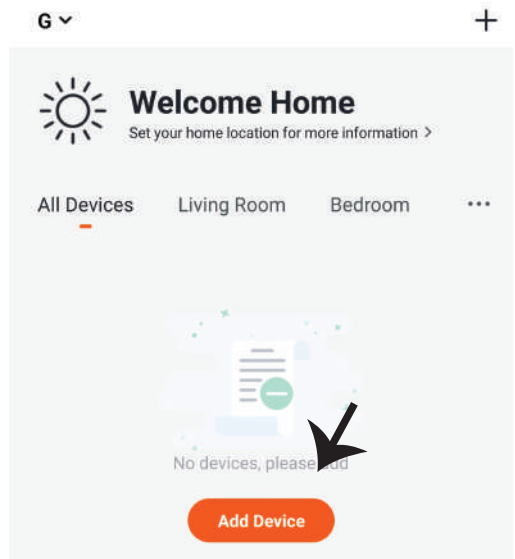 G
Welcome Home
Set your home location for more information >
All Devices Living Room Bedroom ...
No devices, please add
Add Device